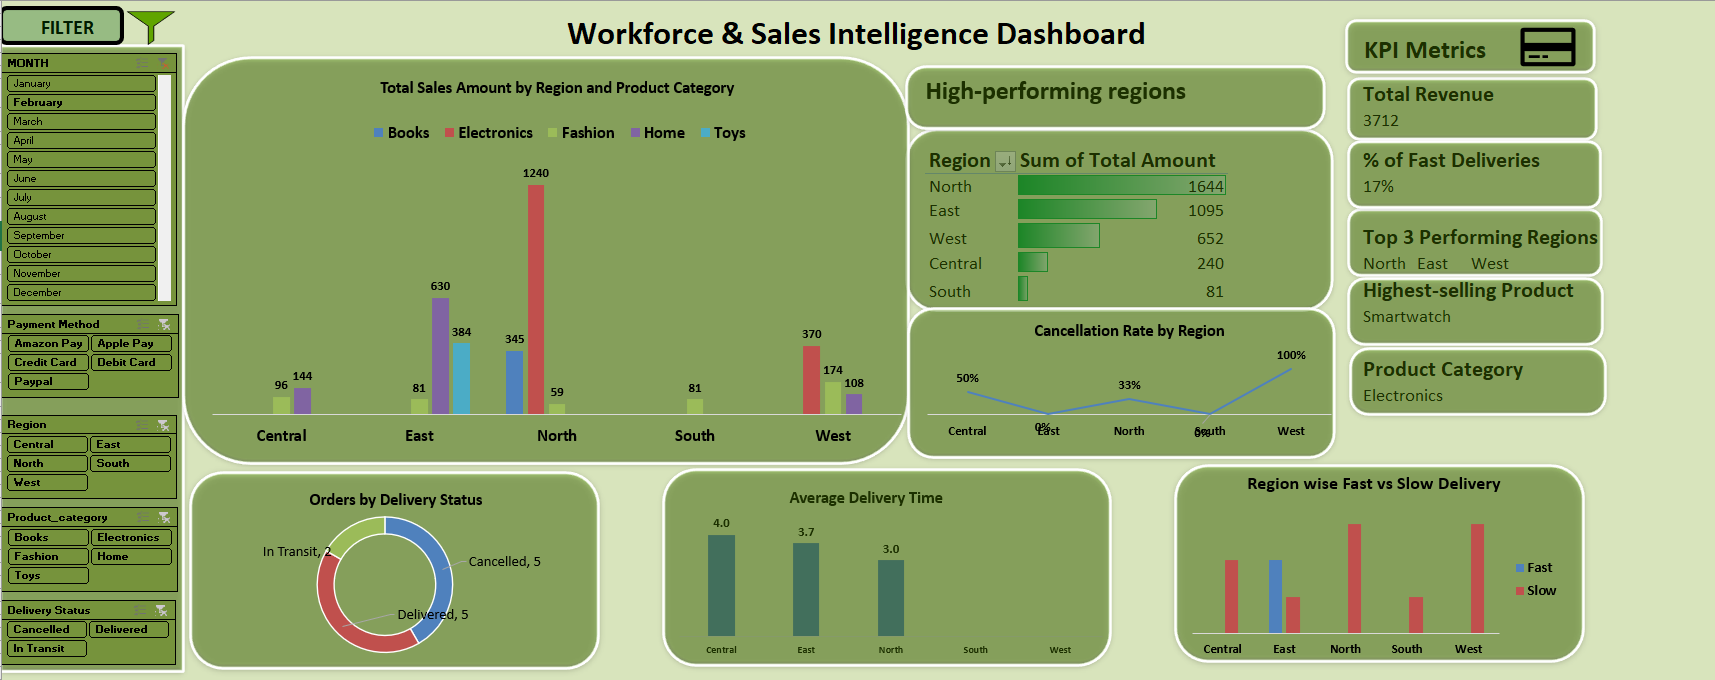 FILTER
Workforce & Sales Intelligence Dashboard
MONTH
January
February
March
April
May
June
July
August
September
October
November
December
Payment Method
Amazon Pay Apple Pay
Credit Card Debit Card
Paypal
Region
Central East
North South
West
Product_category
Books Electronics
Fashion Home
Toys
Delivery Status
Cancelled Delivered
In Transit
Total Sales Amount by Region and Product Category
Books Electronics Fashion Home Toys
1240
630
384
345
370
96 144
81
59
81
174
108
Central East North South West
High-performing regions
Region Sum of Total Amount
North 1644
East 1095
West 652
Central 240
South 81
Cancellation Rate by Region
50%
0%
33%
0%
100%
Central East North South West
KPI Metrics
Total Revenue
3712
% of Fast Deliveries
17%
Top 3 Performing Regions
North East West
Highest-selling Product
Smartwatch
Product Category
Electronics
Orders by Delivery Status
In Transit, 2
Cancelled, 5
Delivered, 5
Average Delivery Time
4.0
3.7
3.0
Central East North South West
Region wise Fast vs Slow Delivery
Fast
Slow
Central East North South West